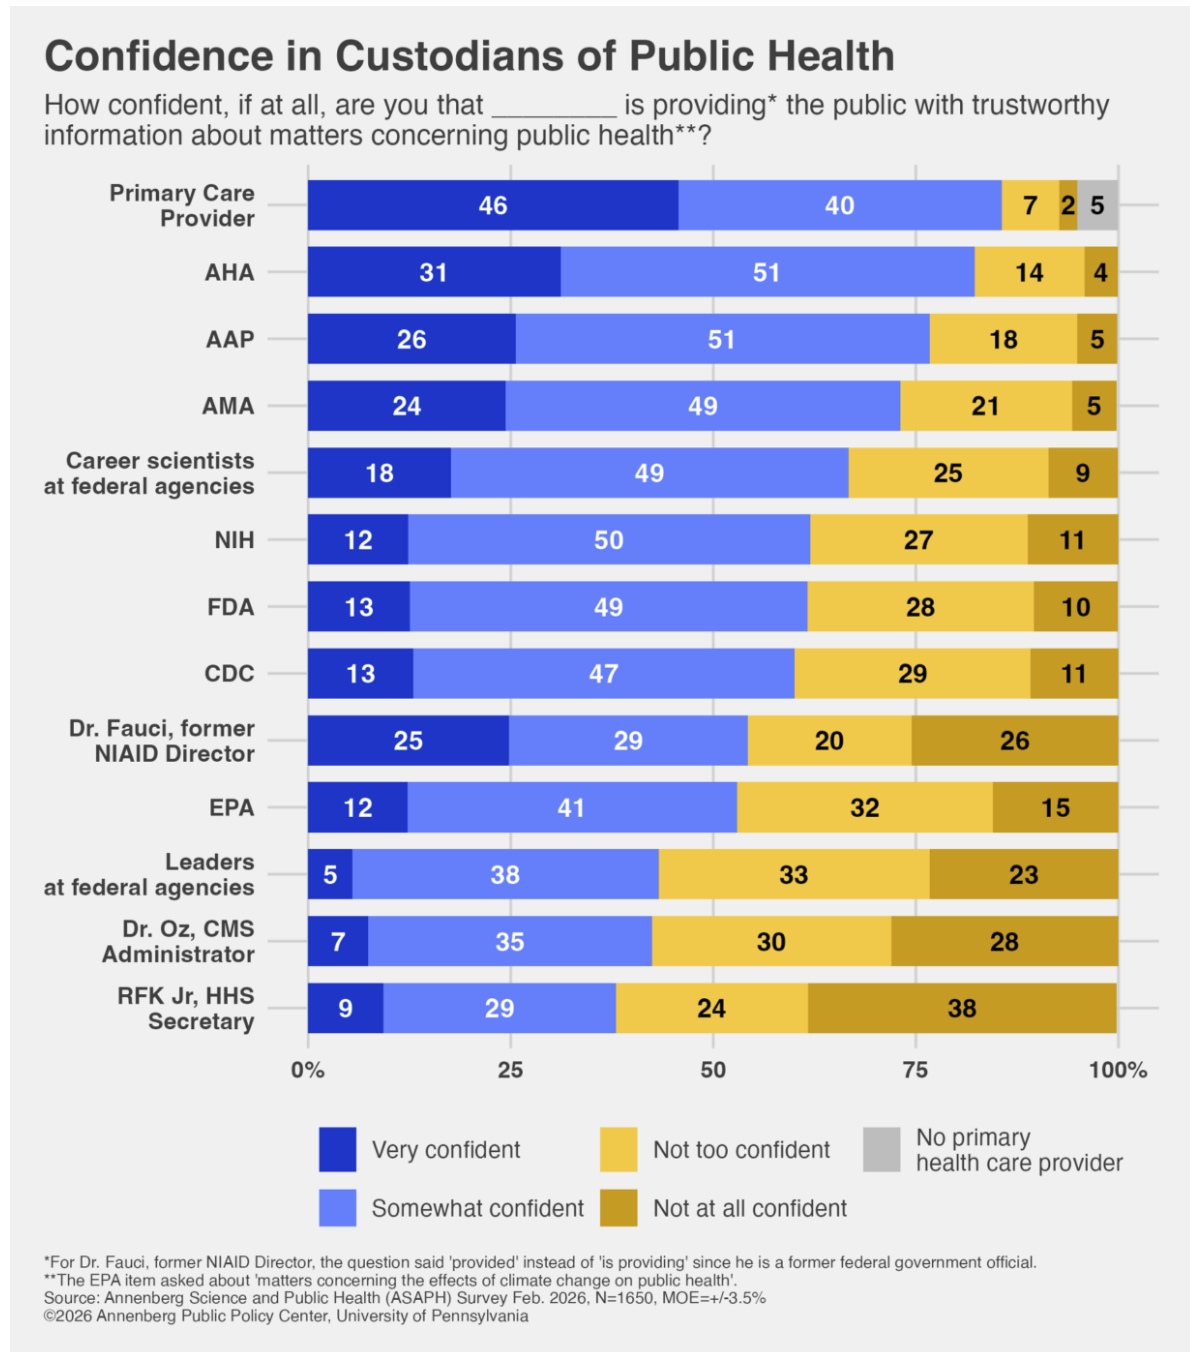 Confidence in Custodians of Public Health
How confident, if at all, are you that ________ is providing* the public with trustworthy
information about matters concerning public health**?
Primary Care
Provider
46 40 7 2 5
AHA
31 51 14 4
AAP
26 51 18 5
AMA
24 49 21 5
Career scientists
at federal agencies
18 49 25 9
NIH
12 50 27 11
FDA
13 49 28 10
CDC
13 47 29 11
Dr. Fauci, former
NIAID Director
25 29 20 26
EPA
12 41 32 15
Leaders
at federal agencies
5 38 33 23
Dr. Oz, CMS
Administrator
7 35 30 28
RFK Jr, HHS
Secretary
9 29 24 38
0% 25 50 75 100%
Very confident
Somewhat confident
Not too confident
Not at all confident
No primary
health care provider
*For Dr. Fauci, former NIAID Director, the question said 'provided' instead of 'is providing' since he is a former federal government official.
**The EPA item asked about 'matters concerning the effects of climate change on public health'.
Source: Annenberg Science and Public Health (ASAPH) Survey Feb. 2026, N=1650, MOE=+/-3.5%
©2026 Annenberg Public Policy Center, University of Pennsylvania